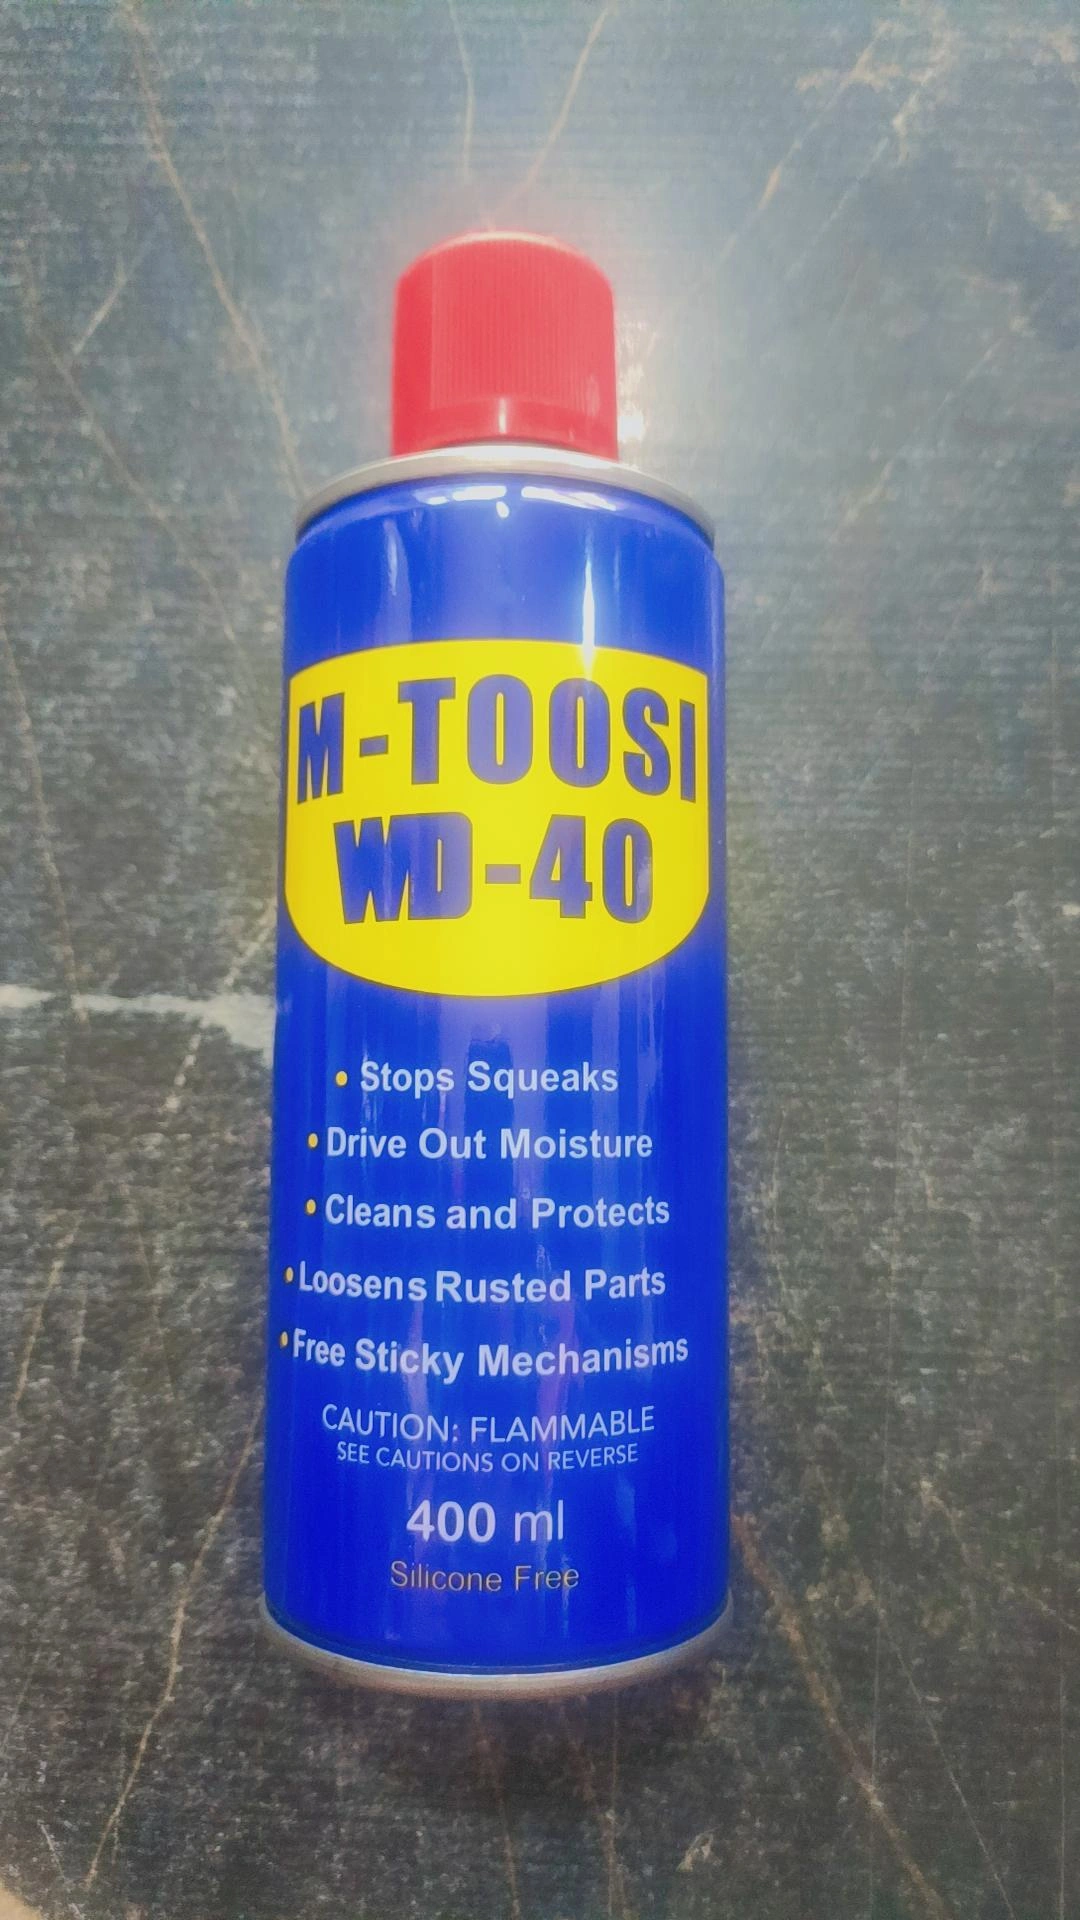 M-TOOSI
WD-40
• Stops Squeaks
• Drive Out Moisture
• Cleans and Protects
• Loosens Rusted Parts
• Free Sticky Mechanisms
CAUTION: FLAMMABLE
SEE CAUTIONS ON REVERSE
400 ml
Silicone Free